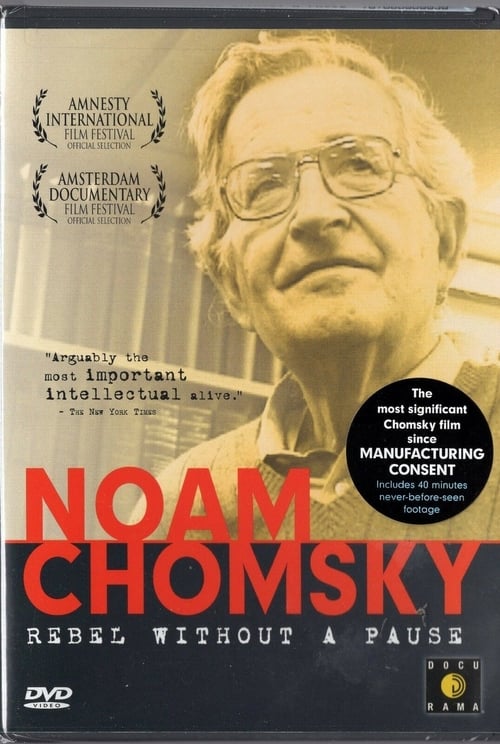 AMNESTY
INTERNATIONAL
FILM FESTIVAL
OFFICIAL SELECTION
AMSTERDAM
DOCUMENTARY
FILM FESTIVAL
OFFICIAL SELECTION
"Arguably the
most important
intellectual alive."
- THE NEW YORK TIMES
The
most significant
Chomsky film
since
MANUFACTURING
CONSENT
Includes 40 minutes
never-before-seen
footage
NOAM
CHOMSKY
REBEL WITHOUT A PAUSE
DVD
VIDEO
DOCU
RAMA